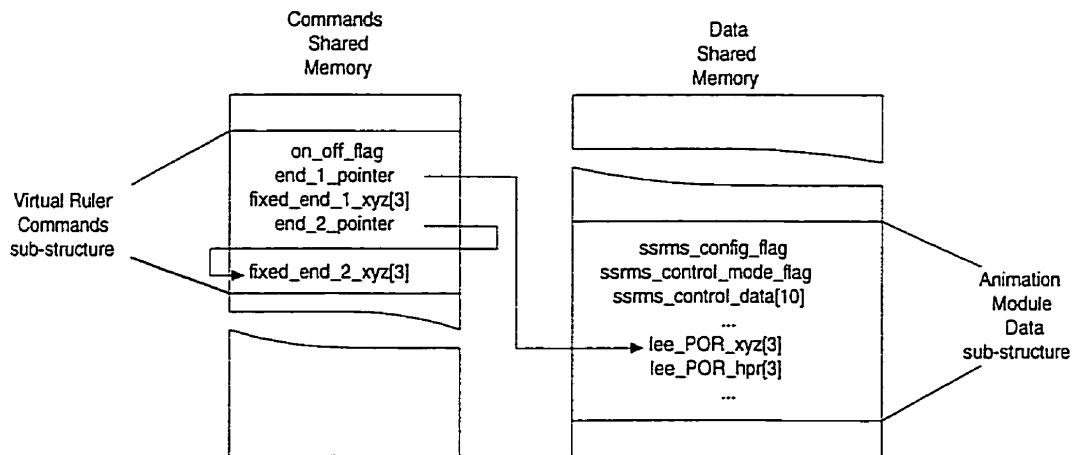 Commands
Shared
Memory
Data
Shared
Memory
Virtual Ruler
Commands
sub-structure
on_off_flag
end_1_pointer
fixed_end_1_xyz[3]
end_2_pointer
fixed_end_2_xyz[3]
ssrms_config_flag
ssrms_control_mode_flag
ssrms_control_data[10]
...
lee_POR_xyz[3]
lee_POR_hpr[3]
...
Animation
Module
Data
sub-structure